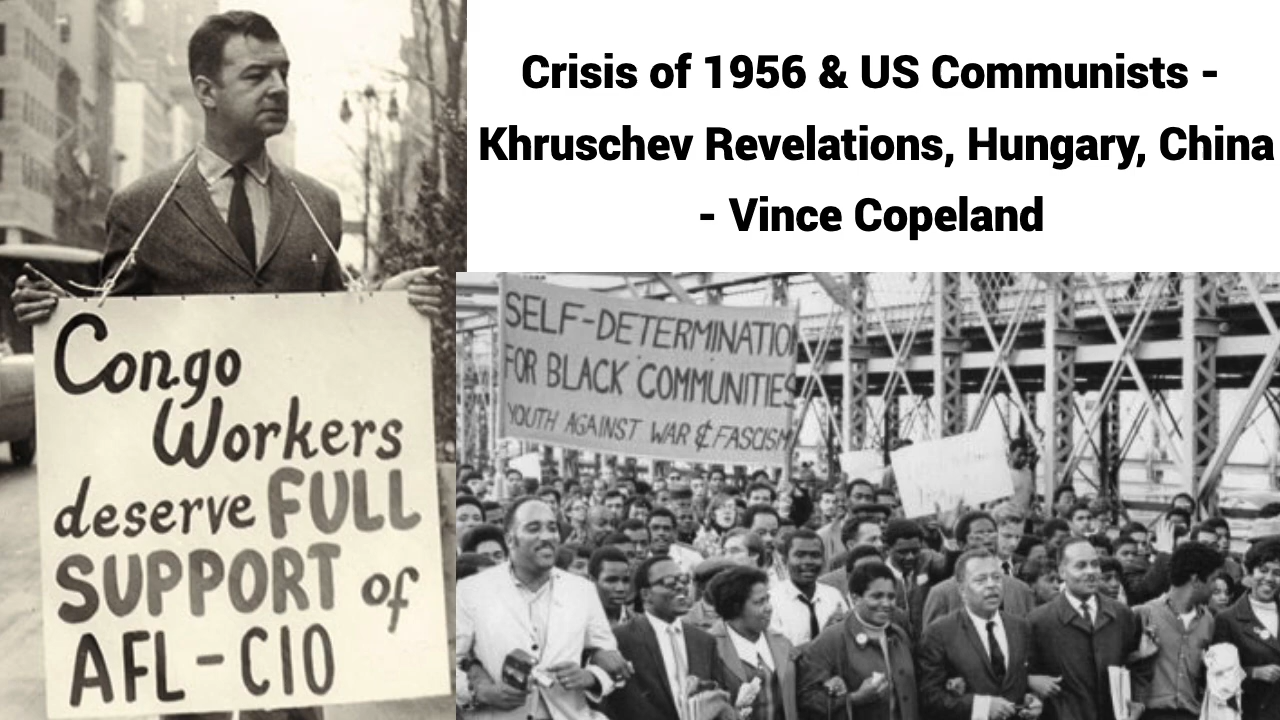 Crisis of 1956 & US Communists -
Khruschev Revelations, Hungary, China
- Vince Copeland
Congo
Workers
deserve FULL
SUPPORT of
AFL-CIO
SELF-DETERMINATION
FOR BLACK COMMUNITIES
YOUTH AGAINST WAR & FASCISM